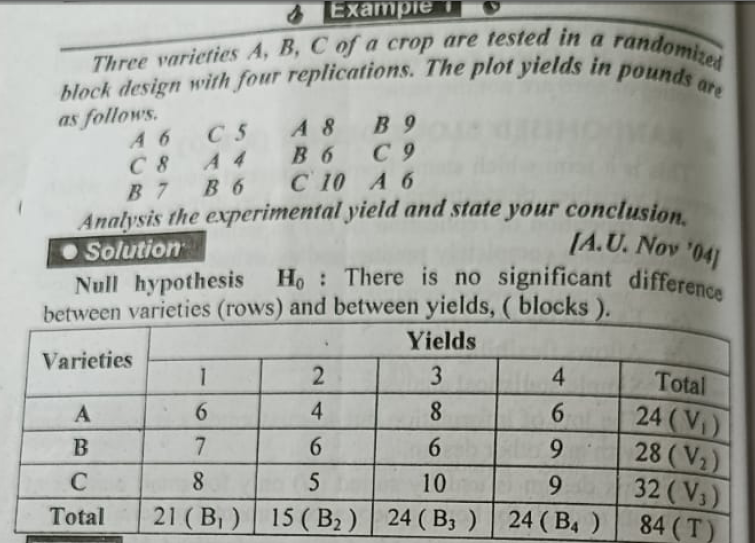 Example 1
Three varieties A, B, C of a crop are tested in a randomized
block design with four replications. The plot yields in pounds are
as follows.
A 6 C 5 A 8 B 9
C 8 A 4 B 6 C 9
B 7 B 6 C 10 A 6
Analysis the experimental yield and state your conclusion.
[A.U. Nov '04]
● Solution
Null hypothesis H₀ : There is no significant difference
between varieties (rows) and between yields, ( blocks ).
Varieties Yields
1 2 3 4 Total
A 6 4 8 6 24 ( V₁ )
B 7 6 6 9 28 ( V₂ )
C 8 5 10 9 32 ( V₃ )
Total 21 ( B₁ ) 15 ( B₂ ) 24 ( B₃ ) 24 ( B₄ ) 84 ( T )